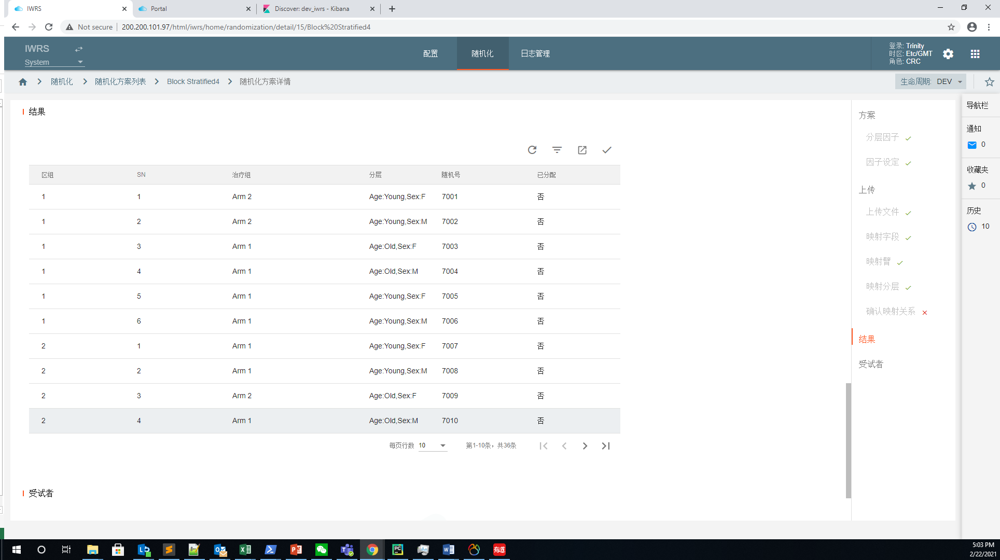 IWRS
Portal
Discover: dev_iwrs - Kibana
Not secure
200.200.101.97/html/iwrs/home/randomization/detail/15/Block%20Stratified4
IWRS
System
配置
随机化
日志管理
登录: Trinity
时区: Etc/GMT
角色: CRC
随机化
随机化方案列表
Block Stratified4
随机化方案详情
生命周期: DEV
结果
区组 SN 治疗组 分层 随机号 已分配
1 1 Arm 2 Age:Young,Sex:F 7001 否
1 2 Arm 2 Age:Young,Sex:M 7002 否
1 3 Arm 1 Age:Old,Sex:F 7003 否
1 4 Arm 1 Age:Old,Sex:M 7004 否
1 5 Arm 1 Age:Young,Sex:F 7005 否
1 6 Arm 1 Age:Young,Sex:M 7006 否
2 1 Arm 1 Age:Young,Sex:F 7007 否
2 2 Arm 1 Age:Young,Sex:M 7008 否
2 3 Arm 2 Age:Old,Sex:F 7009 否
2 4 Arm 1 Age:Old,Sex:M 7010 否
每页行数 10 第1-10条，共36条
受试者
方案
分层因子
因子设定
上传
上传文件
映射字段
映射臂
映射分层
确认映射关系
结果
受试者
导航栏
通知
0
收藏夹
0
历史
10
5:03 PM
2/22/2021